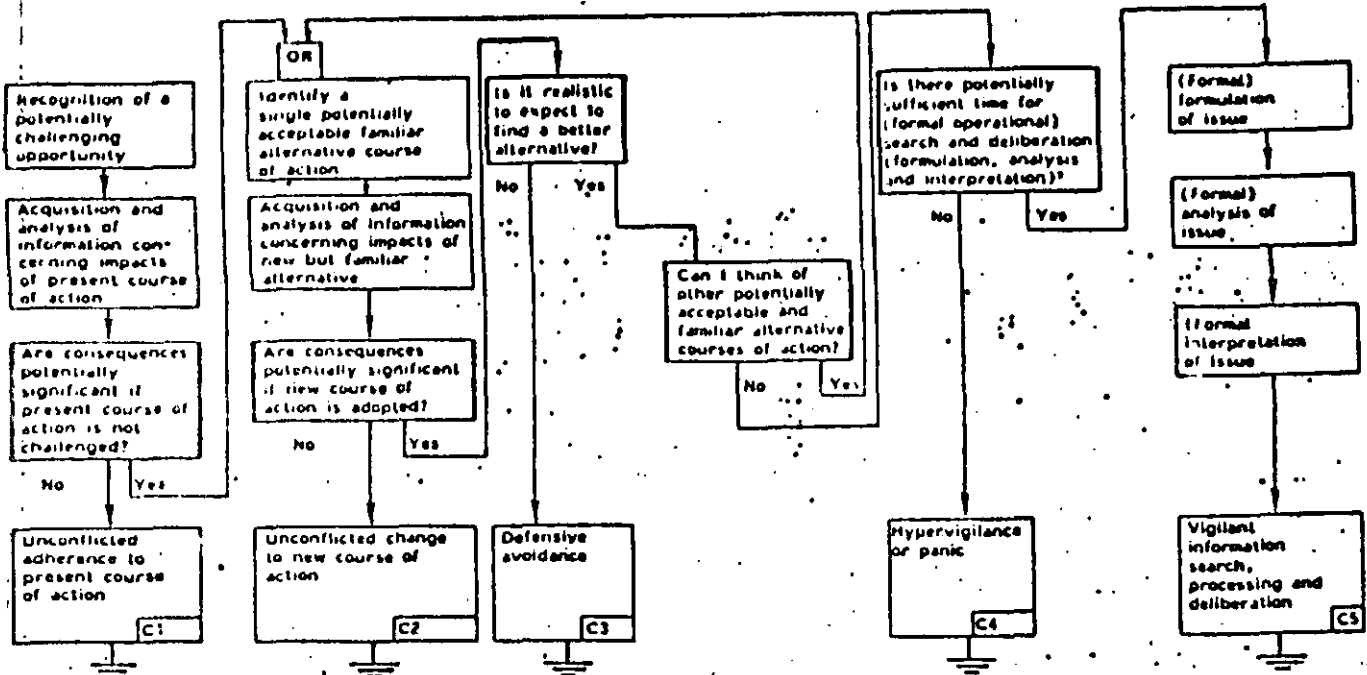 OR
Recognition of a
potentially
challenging
opportunity
Acquisition and
analysis of
information con-
cerning impacts
of present course
of action
Are consequences
potentially
significant if
present course of
action is not
challenged?
No
Yes
Unconflicted
adherence to
present course
of action
C1
Identify a
single potentially
acceptable familiar
alternative course
of action
Acquisition and
analysis of information
concerning impacts of
new but familiar
alternative
Are consequences
potentially significant
if new course of
action is adopted?
No
Yes
Unconflicted change
to new course of
action
C2
Is it realistic
to expect to
find a better
alternative?
No
Yes
Defensive
avoidance
C3
Can I think of
other potentially
acceptable and
familiar alternative
courses of action?
No
Yes
Is there potentially
sufficient time for
(formal operational)
search and deliberation
(formulation, analysis
and interpretation)?
No
Yes
Hypervigilance
or panic
C4
(Formal)
formulation
of issue
(Formal)
analysis of
issue
(Formal
interpretation
of issue
Vigilant
information
search,
processing and
deliberation
C5